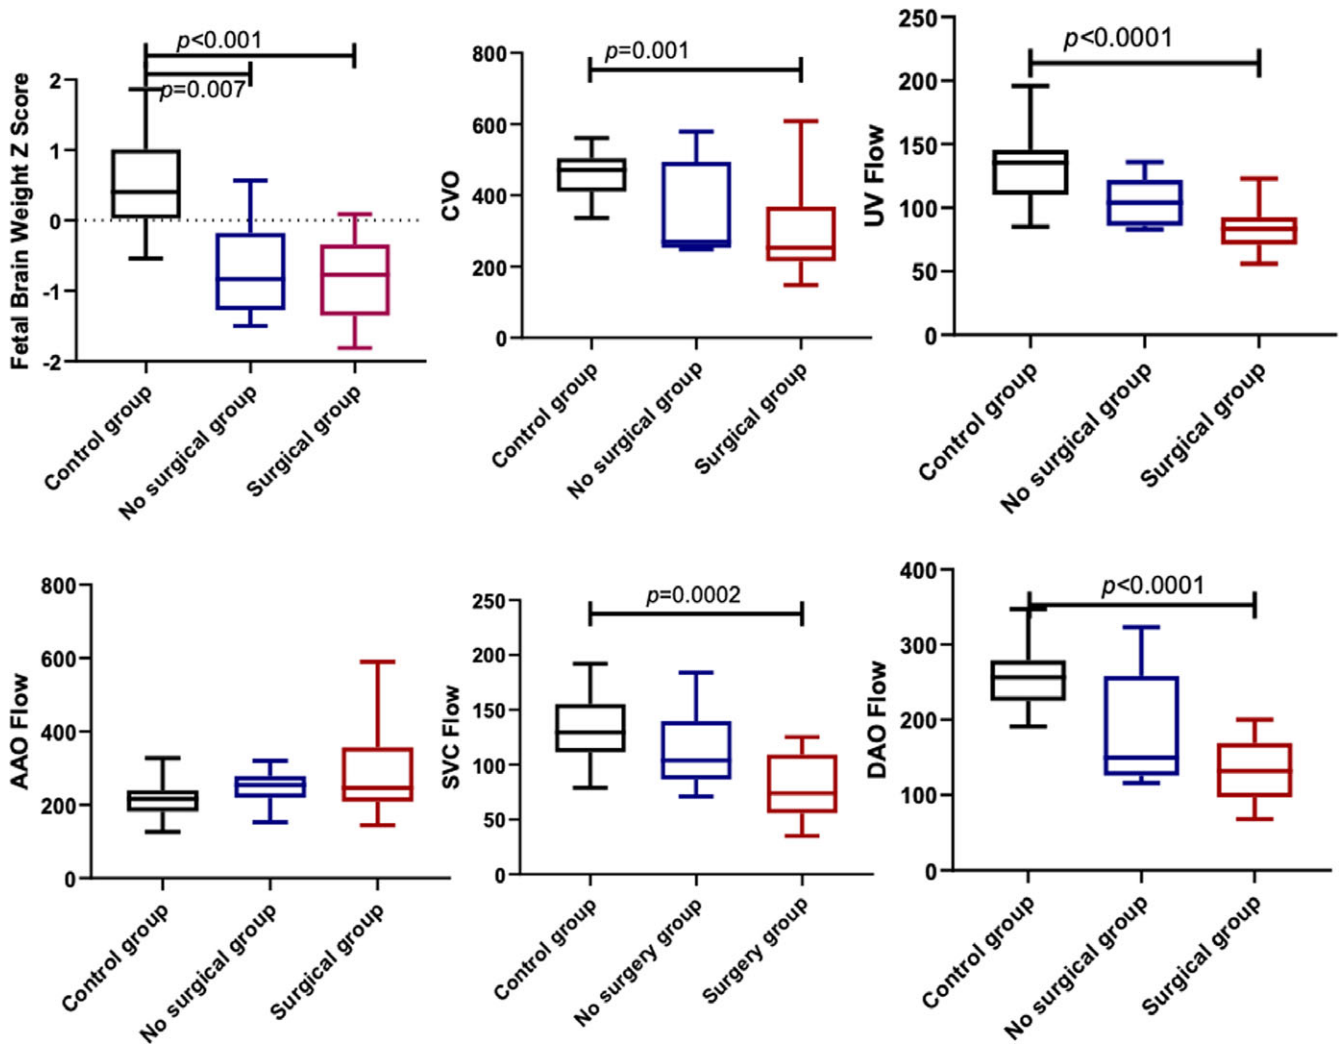 p<0.001
p=0.007
Fetal Brain Weight Z Score
2
1
0
-1
-2
Control group
No surgical group
Surgical group
p=0.001
CVO
800
600
400
200
0
Control group
No surgical group
Surgical group
p<0.0001
UV Flow
250
200
150
100
50
0
Control group
No surgical group
Surgical group
AAO Flow
800
600
400
200
0
Control group
No surgical group
Surgical group
p=0.0002
SVC Flow
250
200
150
100
50
0
Control group
No surgery group
Surgery group
p<0.0001
DAO Flow
400
300
200
100
0
Control group
No surgical group
Surgical group